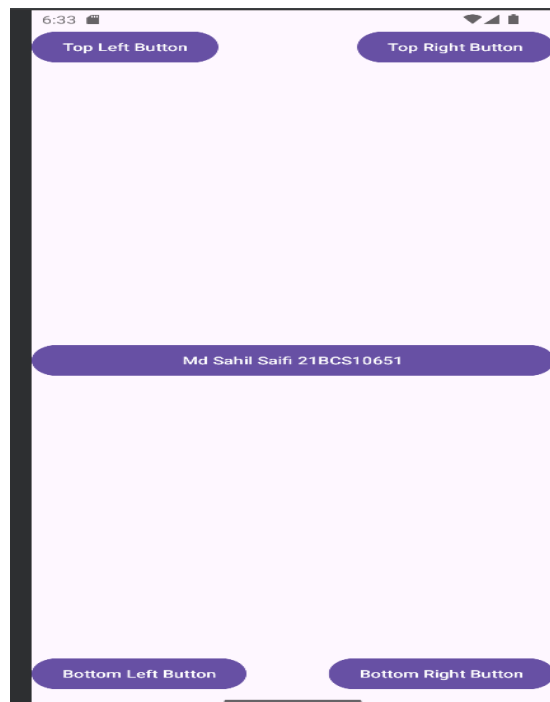 6:33
Top Left Button Top Right Button
Md Sahil Saifi 21BCS10651
Bottom Left Button Bottom Right Button